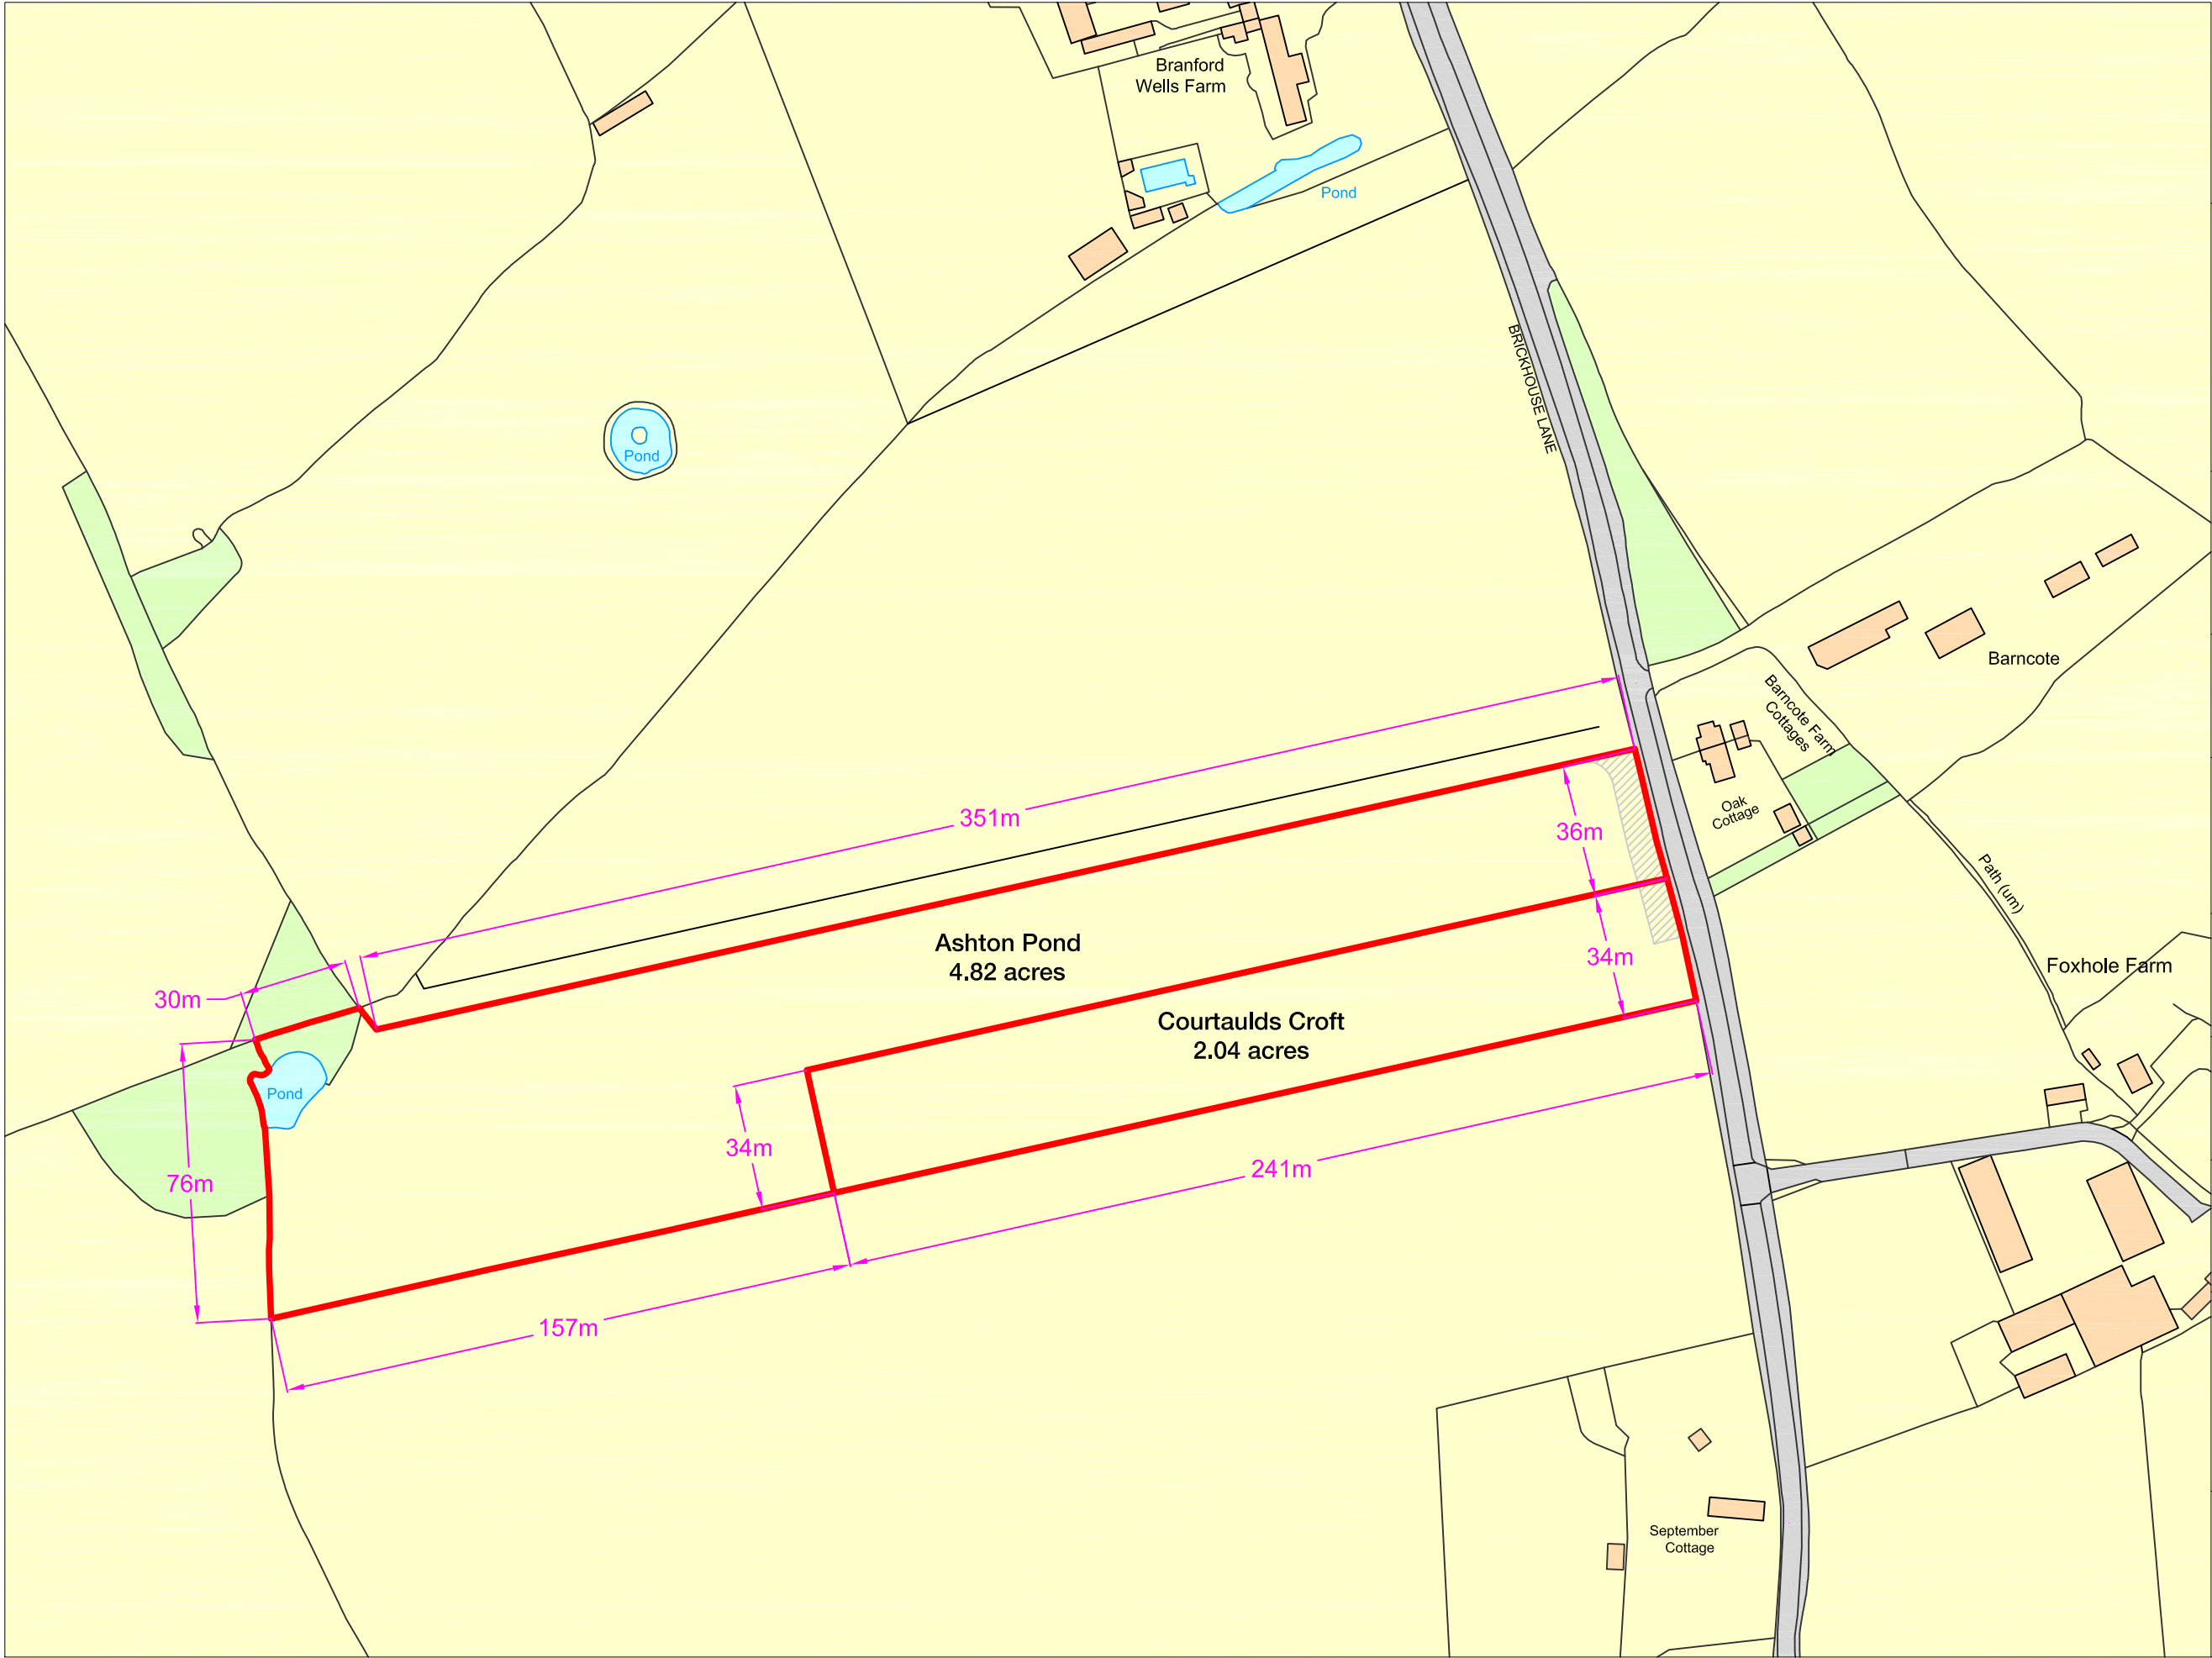 Branford
Wells Farm
Pond
BRICKHOUSE LANE
Pond
Barncote
Barncote Farm
Cottages
Oak
Cottage
351m
36m
Path (um)
Ashton Pond
4.82 acres
34m
Foxhole Farm
30m
Courtaulds Croft
2.04 acres
Pond
34m
76m
241m
157m
September
Cottage